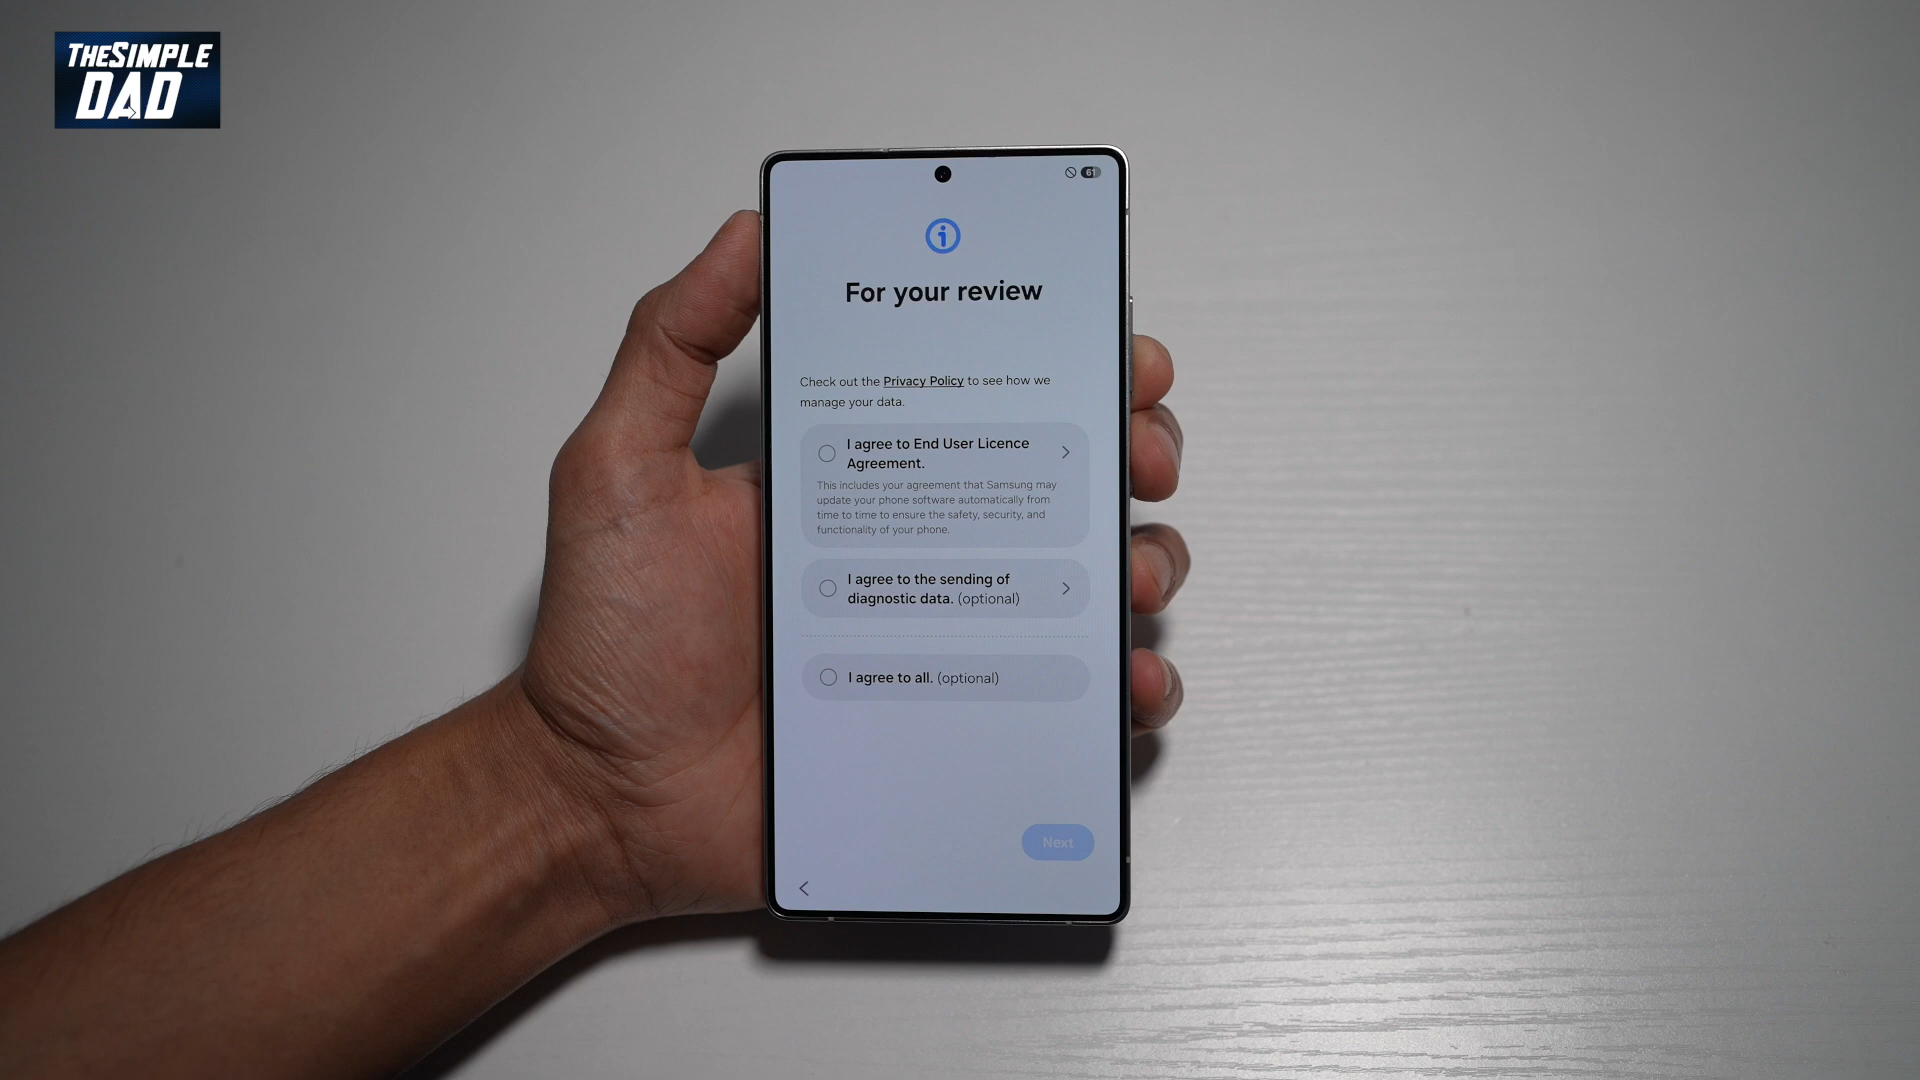 THESIMPLE
DAD
61
For your review
Check out the Privacy Policy to see how we
manage your data.
I agree to End User Licence
Agreement.
This includes your agreement that Samsung may
update your phone software automatically from
time to time to ensure the safety, security, and
functionality of your phone.
I agree to the sending of
diagnostic data. (optional)
I agree to all. (optional)
Next